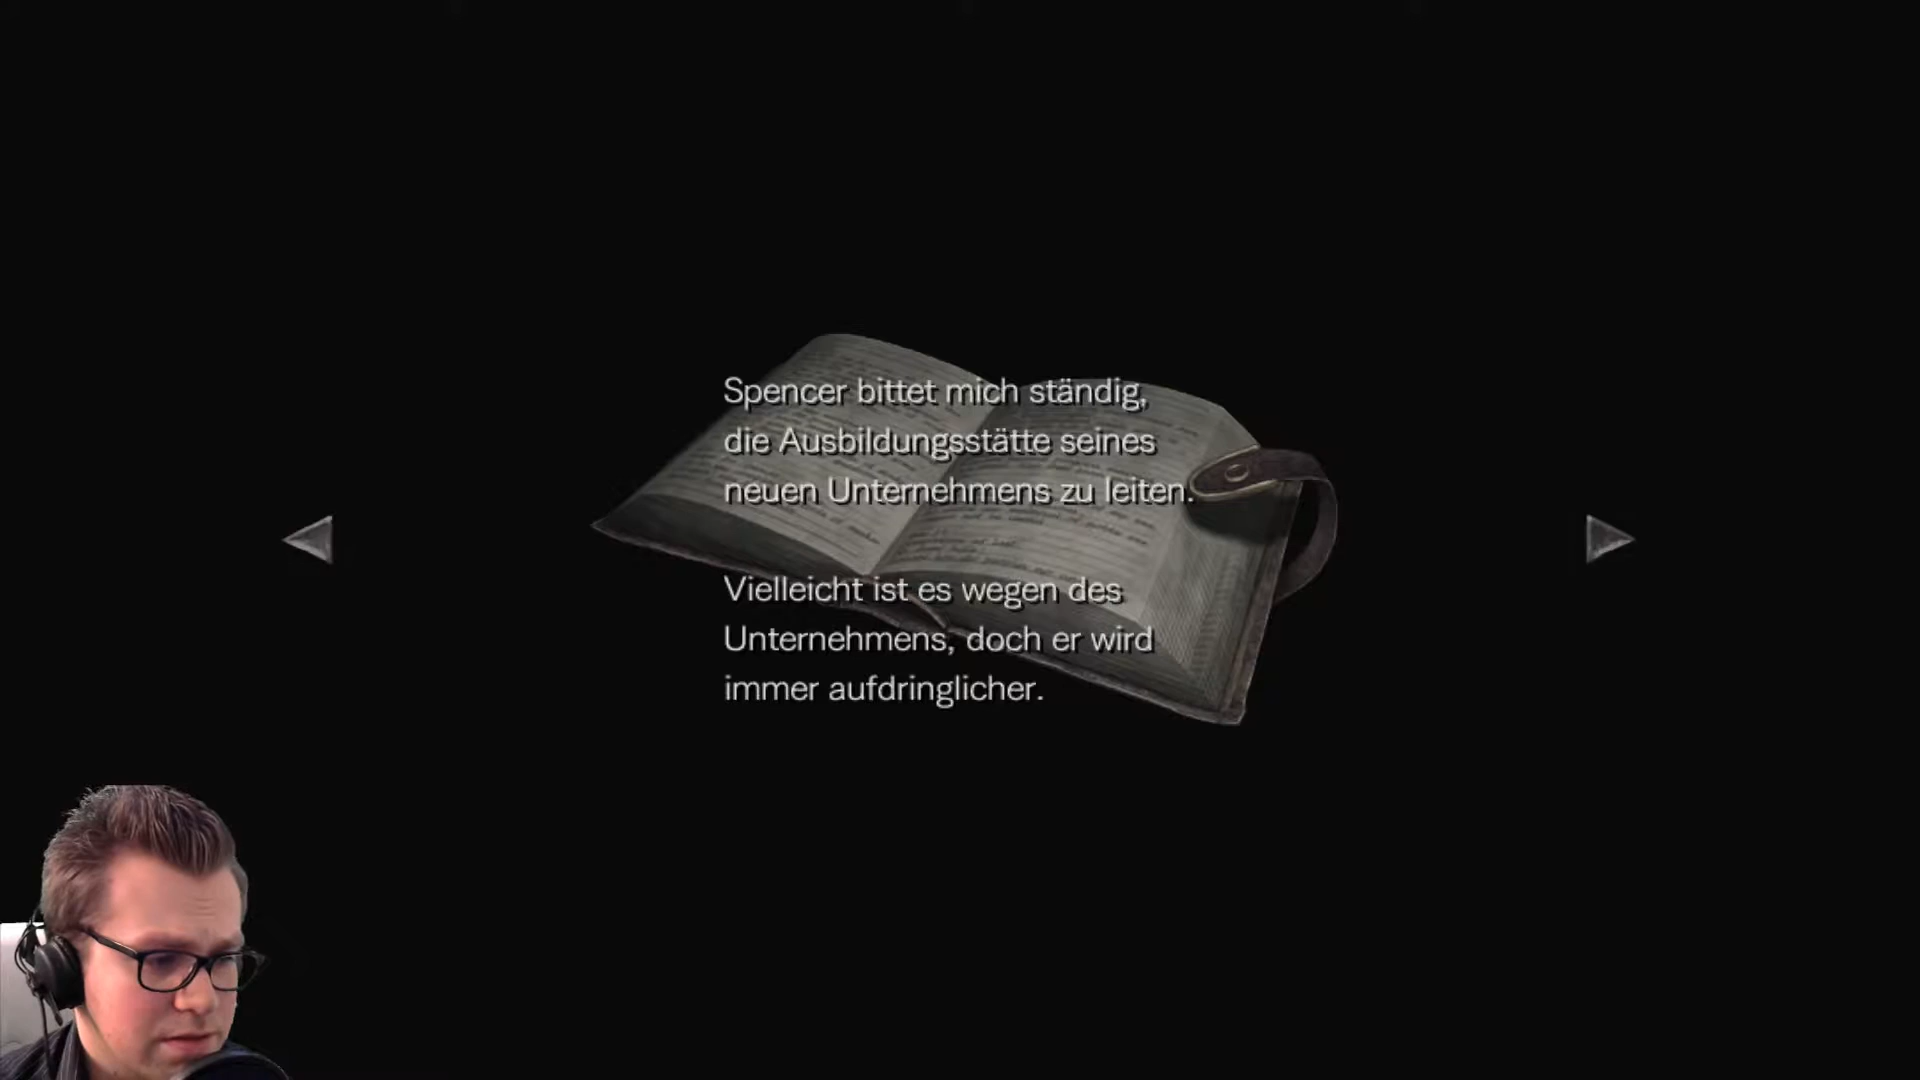 Spencer bittet mich ständig,
die Ausbildungsstätte seines
neuen Unternehmens zu leiten.
Vielleicht ist es wegen des
Unternehmens, doch er wird
immer aufdringlicher.